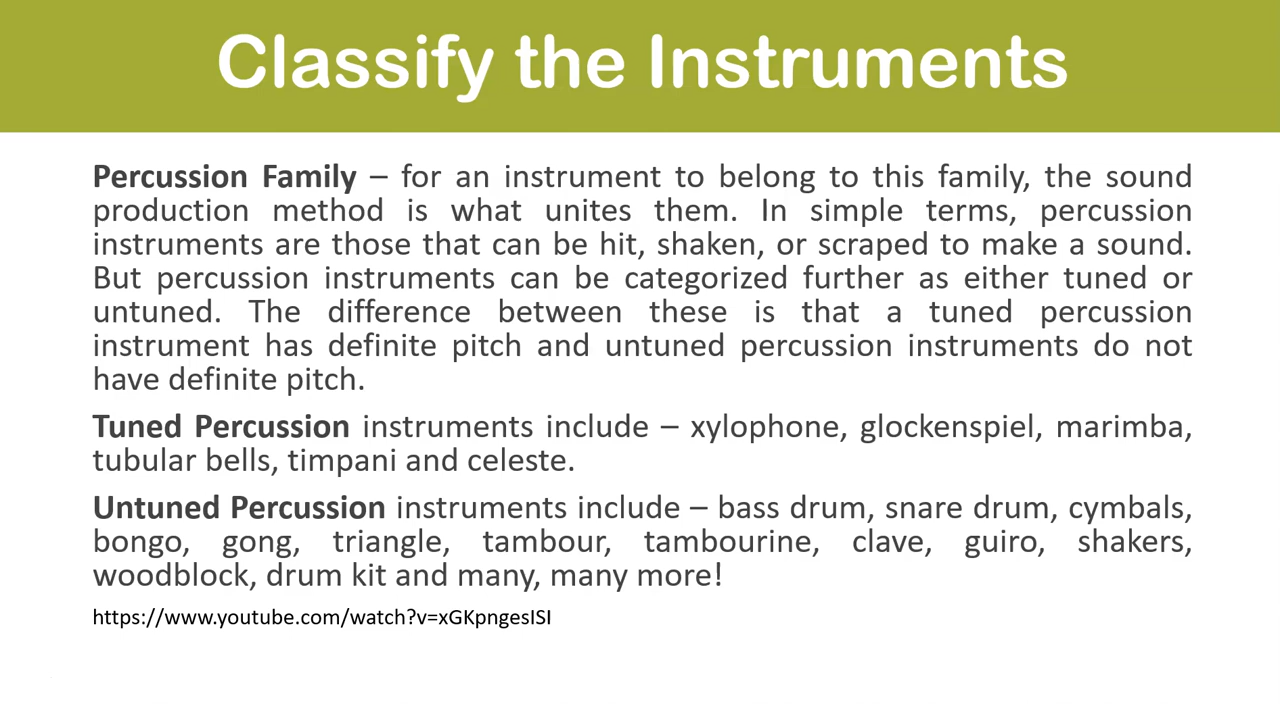 Classify the Instruments
Percussion Family – for an instrument to belong to this family, the sound
production method is what unites them. In simple terms, percussion
instruments are those that can be hit, shaken, or scraped to make a sound.
But percussion instruments can be categorized further as either tuned or
untuned. The difference between these is that a tuned percussion
instrument has definite pitch and untuned percussion instruments do not
have definite pitch.
Tuned Percussion instruments include – xylophone, glockenspiel, marimba,
tubular bells, timpani and celeste.
Untuned Percussion instruments include – bass drum, snare drum, cymbals,
bongo, gong, triangle, tambour, tambourine, clave, guiro, shakers,
woodblock, drum kit and many, many more!
https://www.youtube.com/watch?v=xGKpngesISI